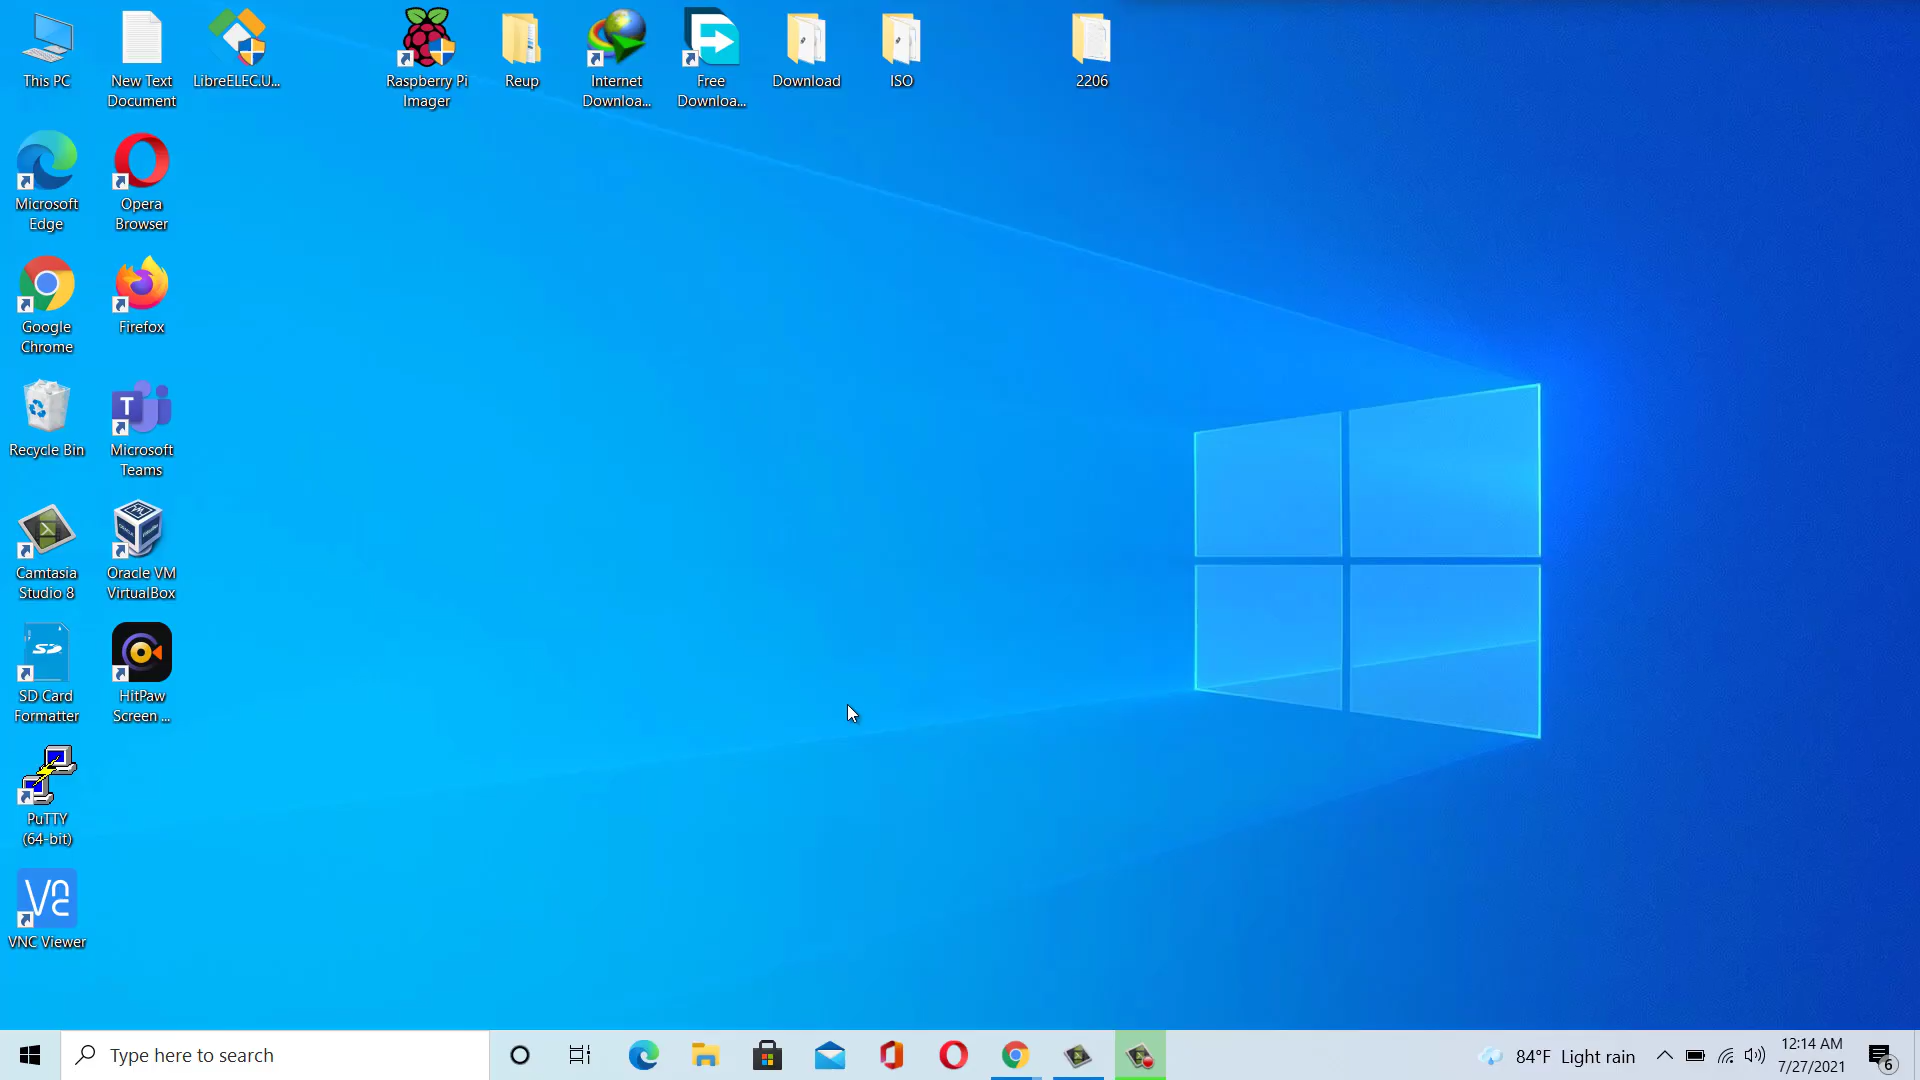 This PC
New Text
Document
LibreELEC.U...
Raspberry Pi
Imager
Reup
Internet
Downloa...
Free
Downloa...
Download
ISO
2206
Microsoft
Edge
Opera
Browser
Google
Chrome
Firefox
Recycle Bin
T
Microsoft
Teams
Camtasia
Studio 8
Oracle VM
VirtualBox
SD
SD Card
Formatter
HitPaw
Screen ...
PuTTY
(64-bit)
Vnc
VNC Viewer
Type here to search
84°F Light rain
12:14 AM
7/27/2021
6